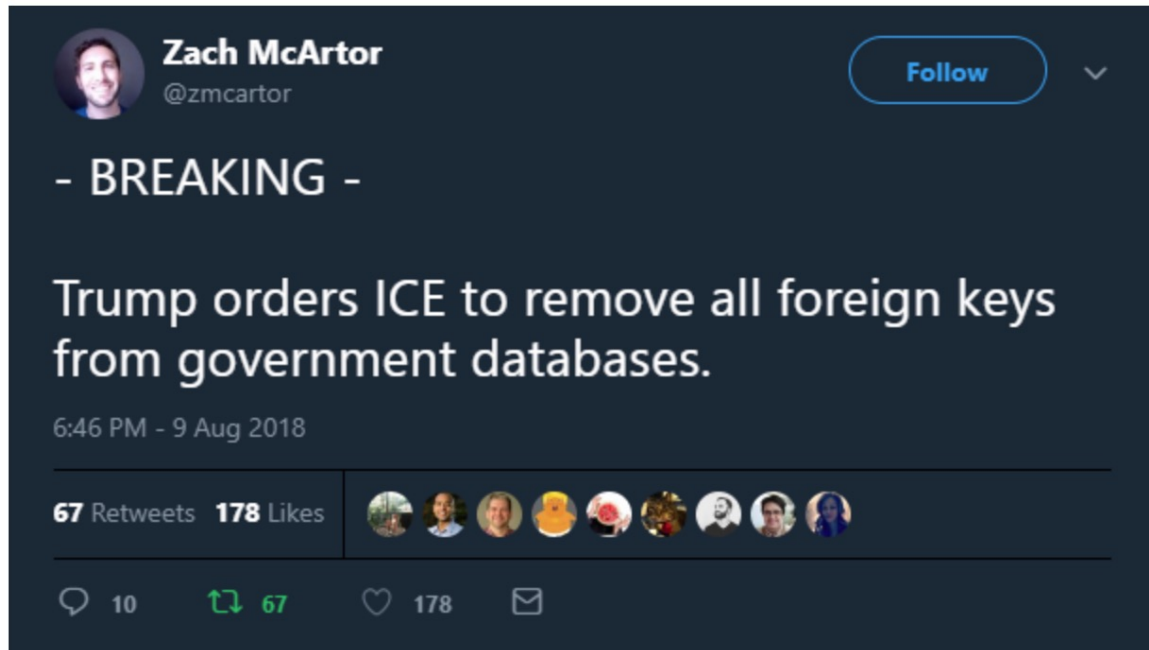 Zach McArtor
@zmcartor
Follow
- BREAKING -
Trump orders ICE to remove all foreign keys
from government databases.
6:46 PM - 9 Aug 2018
67 Retweets 178 Likes
10 67 178